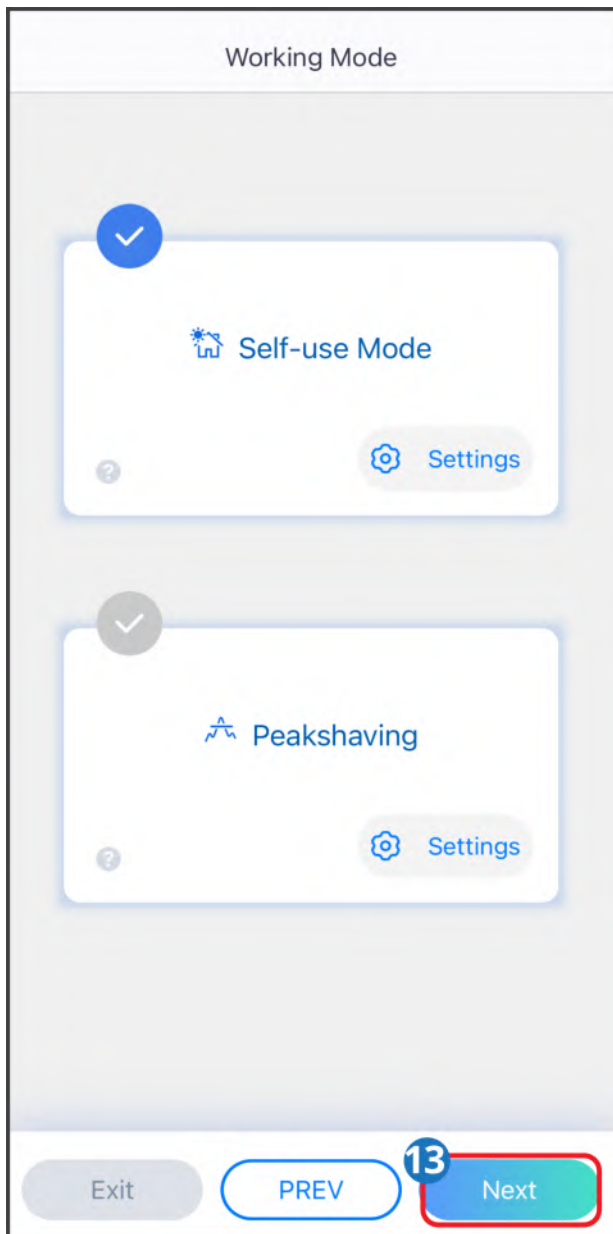 Working Mode
Self-use Mode
?
Settings
Peakshaving
?
Settings
13
Exit
PREV
Next